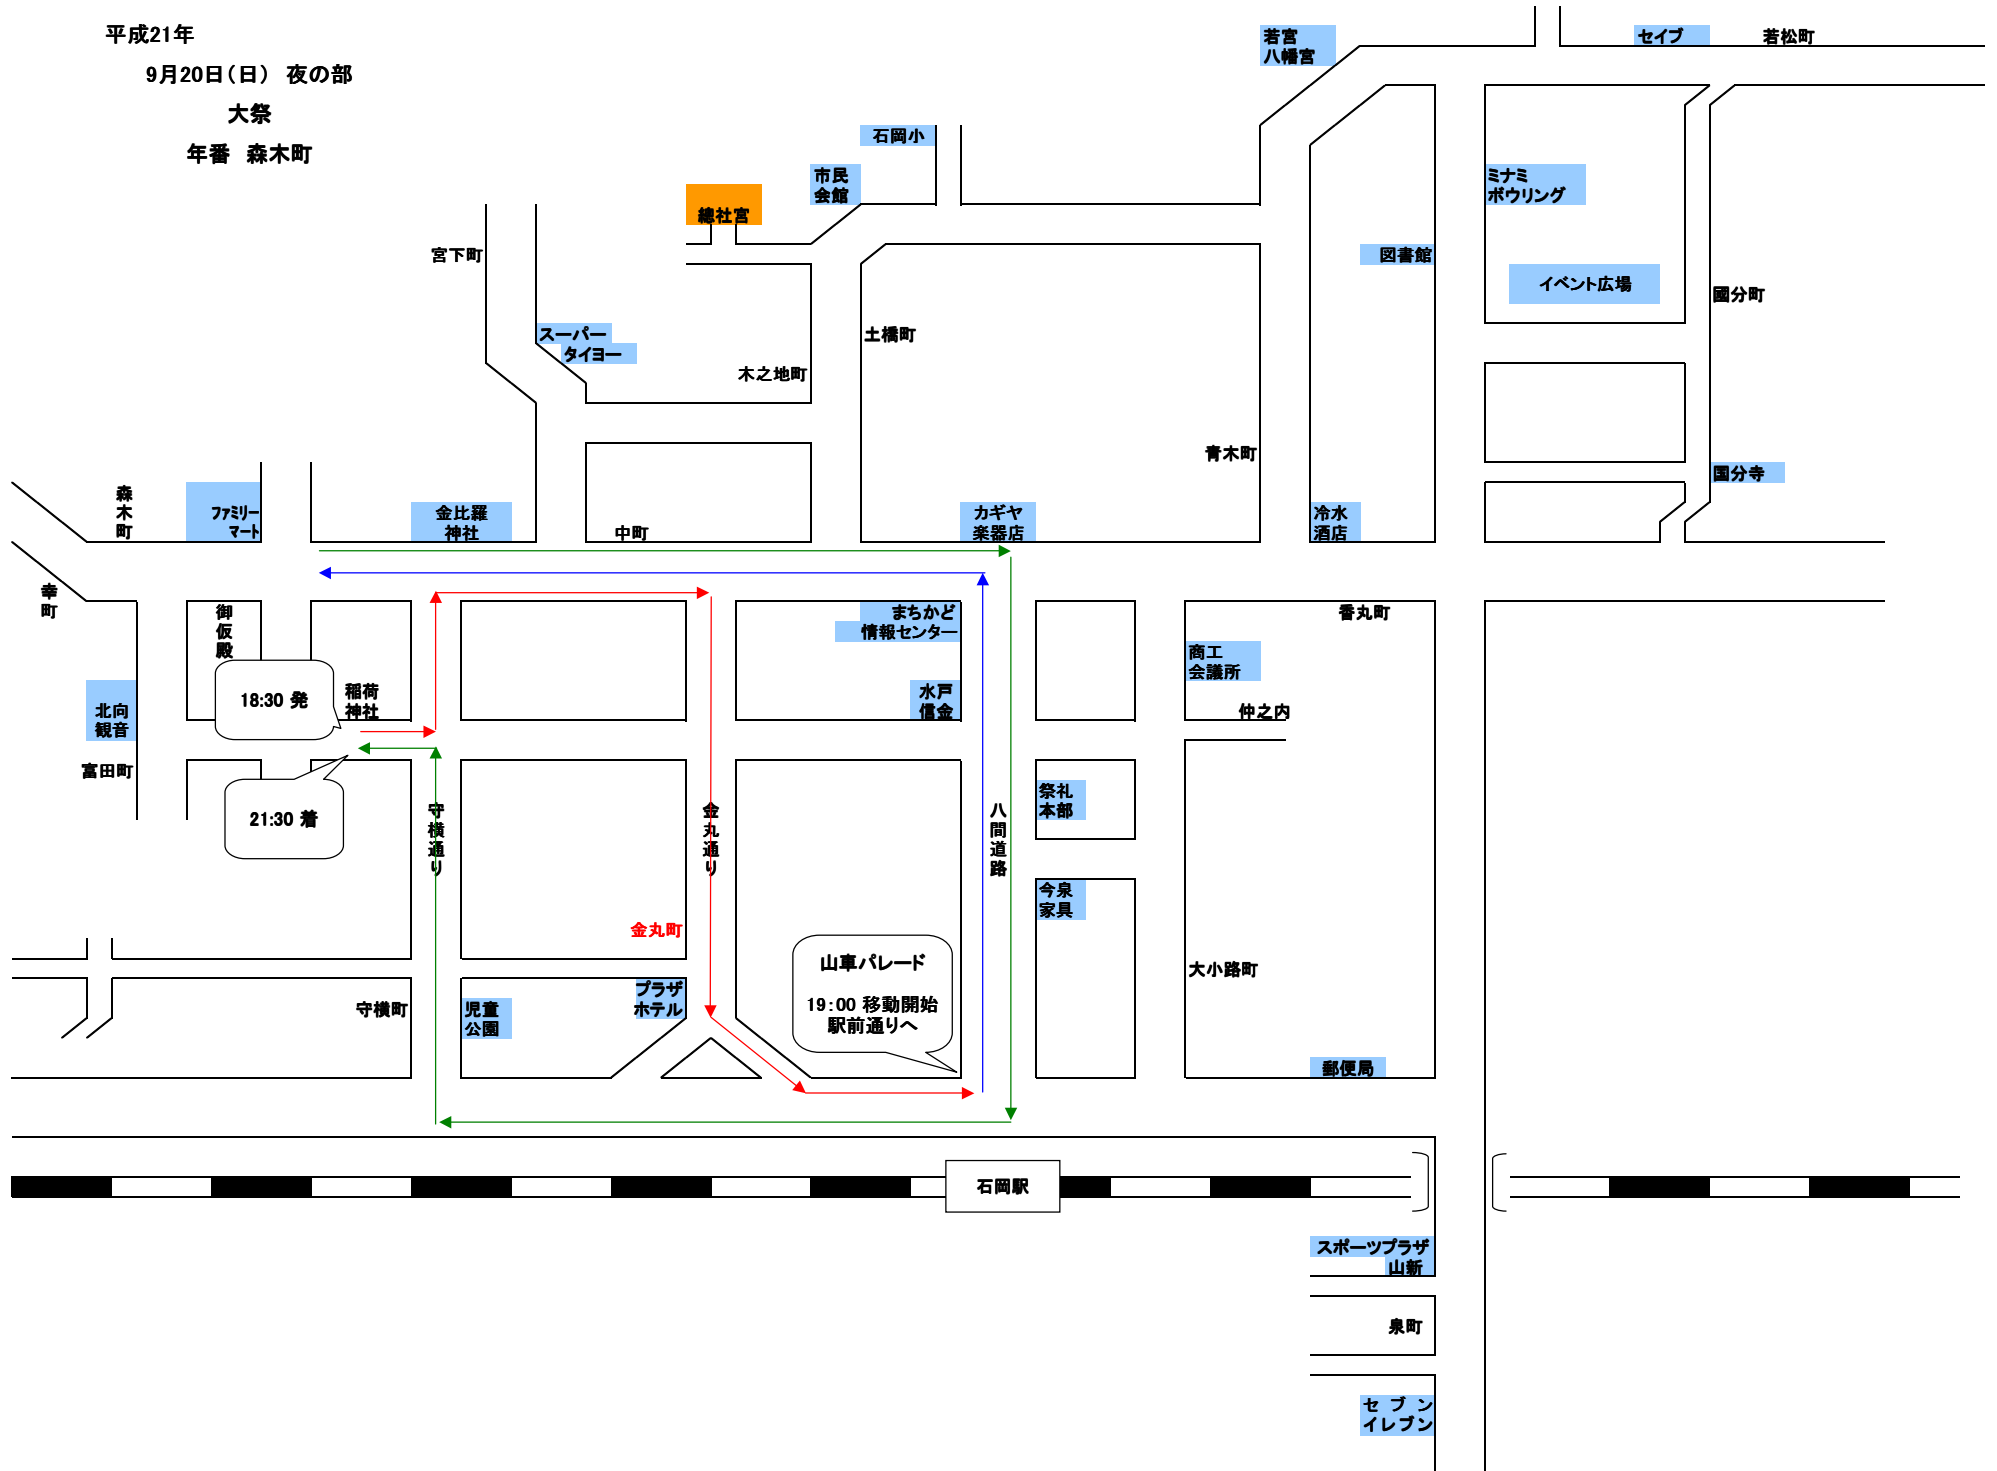 平成21年
9月20日(日) 夜の部
大祭
年番 森木町
若宮
八幡宮
セイブ
若松町
石岡小
市民
会館
ミナミ
ボウリング
總社宮
宮下町
図書館
イベント広場
國分町
スーパー
タイヨー
土橋町
木之地町
青木町
国分寺
森木町
ファミリー
マート
金比羅
神社
中町
カギヤ
楽器店
冷水
酒店
幸町
御仮殿
まちかど
情報センター
香丸町
商工
会議所
18:30 発
稲荷
神社
水戸
信金
仲之内
北向
観音
富田町
祭礼
本部
21:30 着
守横通り
金丸通り
八間道路
今泉
家具
金丸町
山車パレード
19:00 移動開始
駅前通りへ
大小路町
守横町
児童
公園
プラザ
ホテル
郵便局
石岡駅
スポーツプラザ
山新
泉町
セブン
イレブン